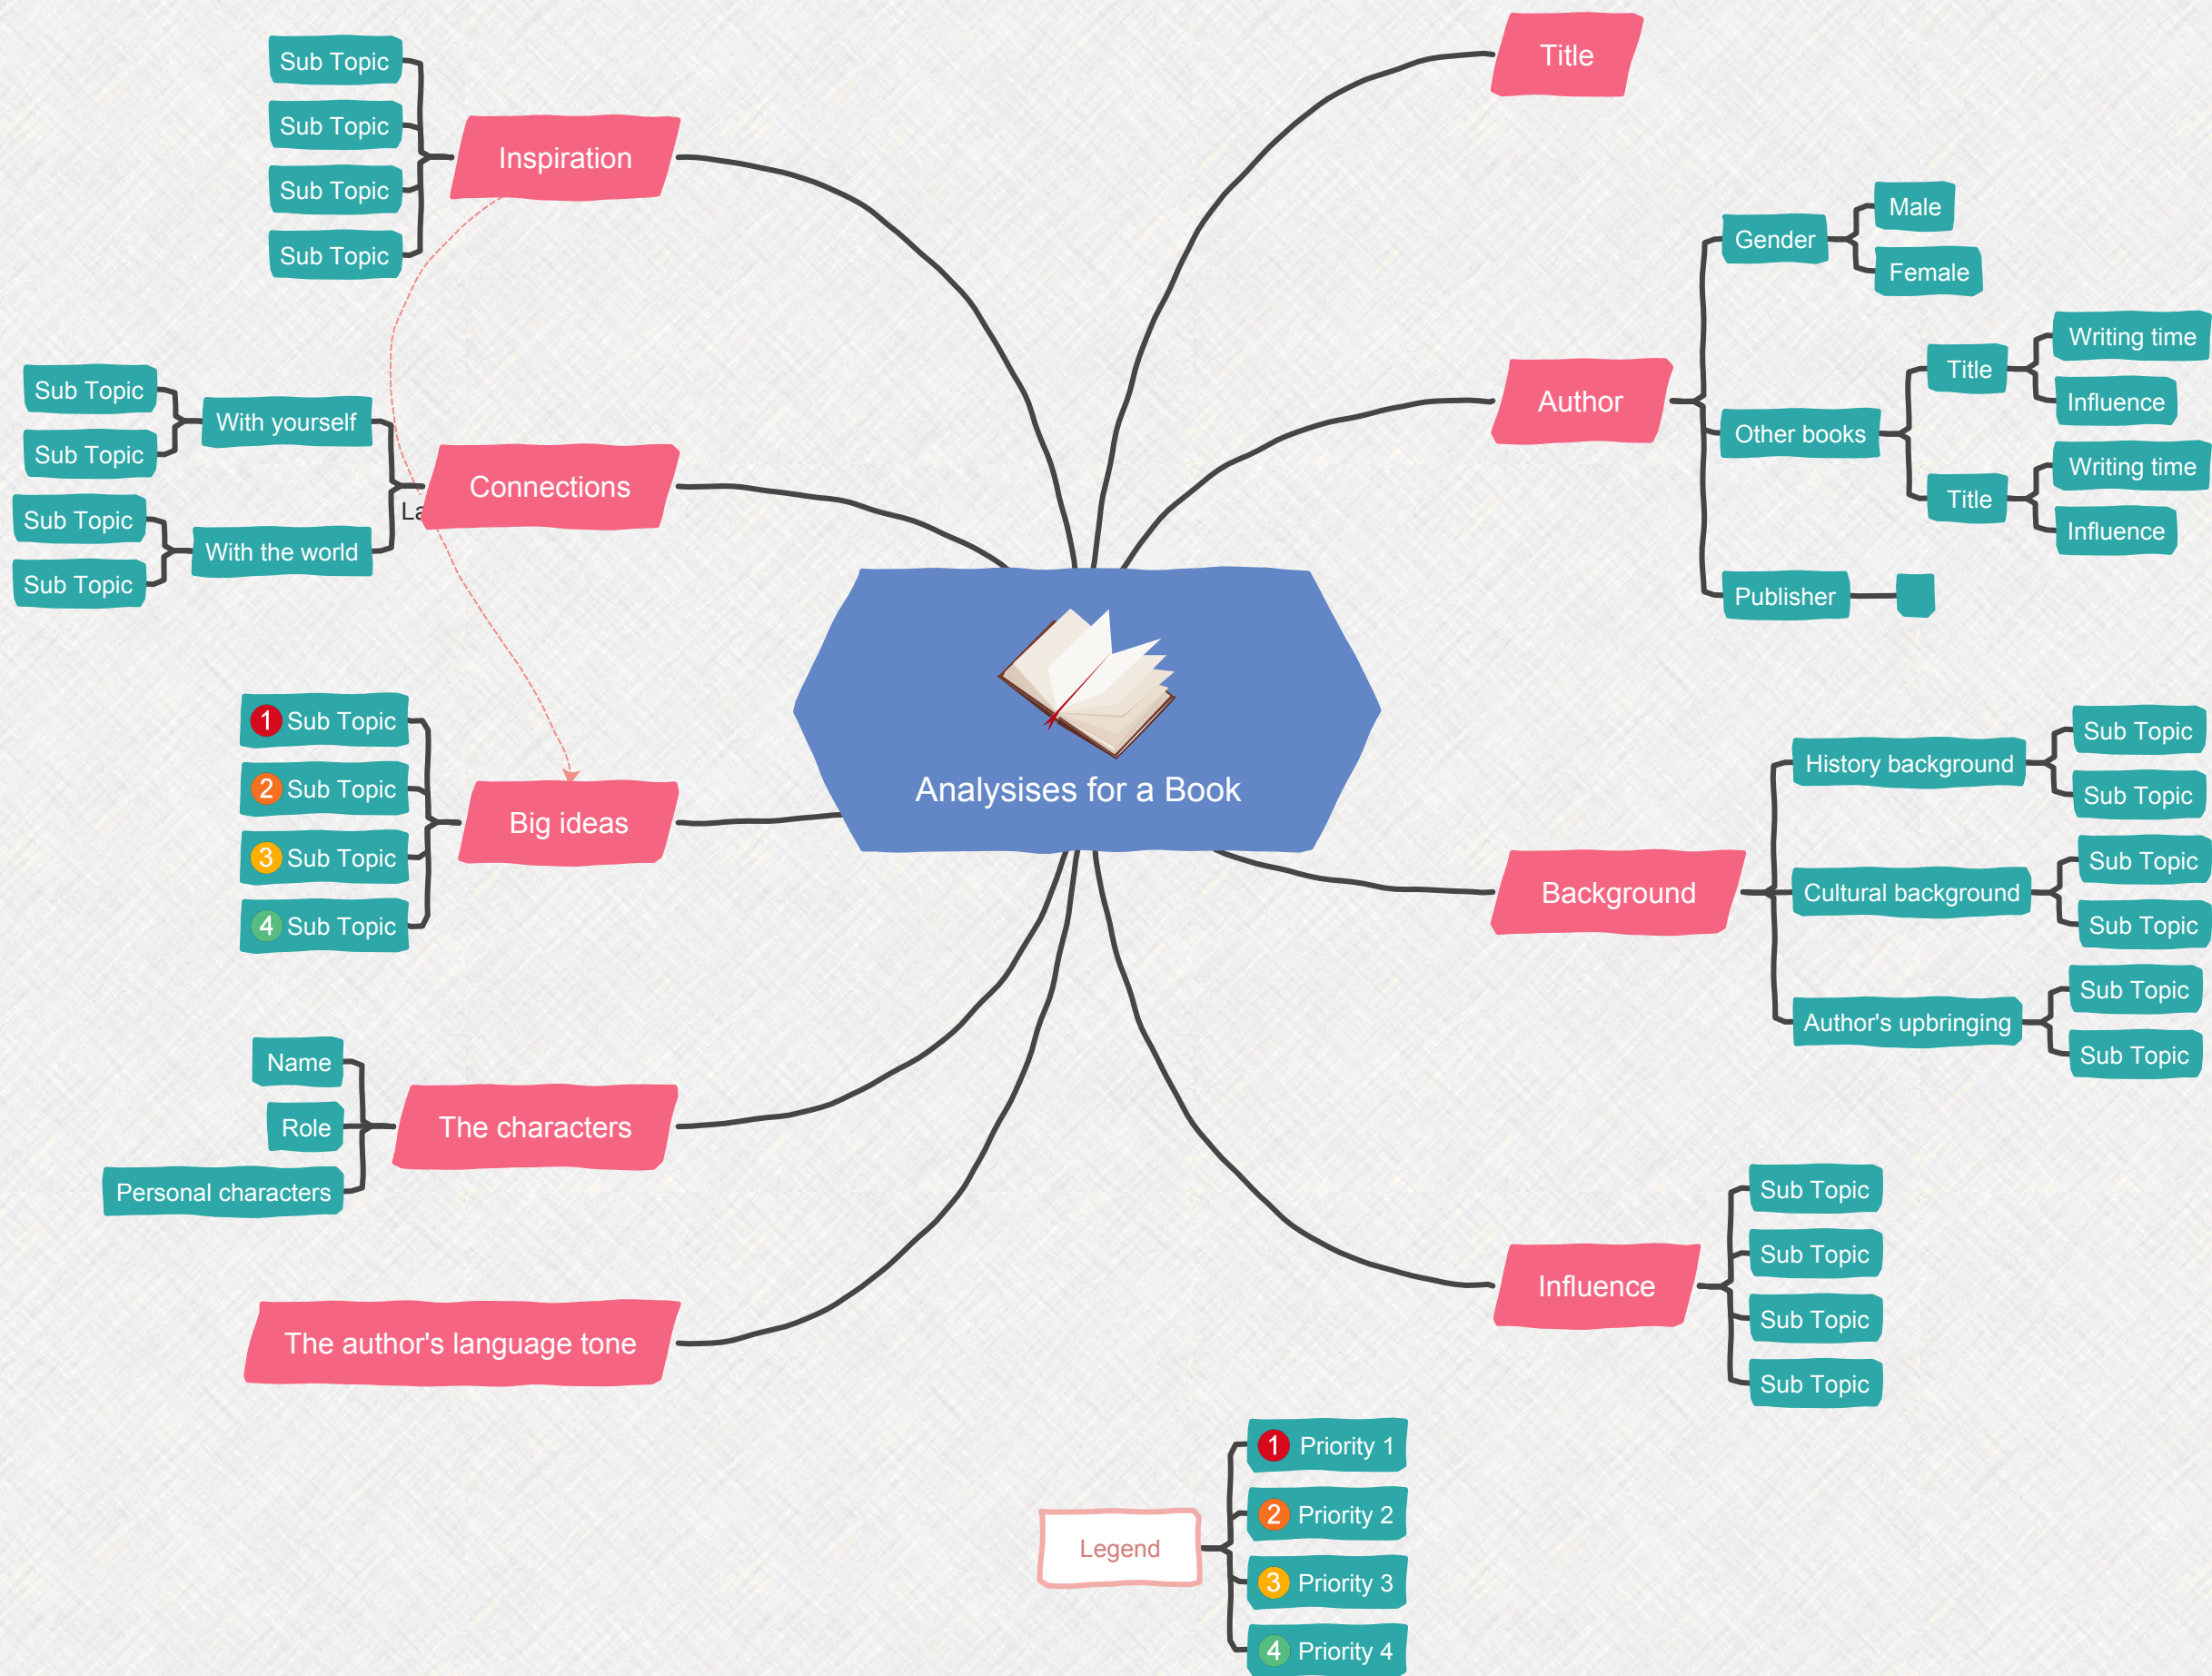 Analysises for a Book
Title
Author
Gender
Male
Female
Other books
Title
Writing time
Influence
Title
Writing time
Influence
Publisher
Background
History background
Sub Topic
Sub Topic
Cultural background
Sub Topic
Sub Topic
Author's upbringing
Sub Topic
Sub Topic
Influence
Sub Topic
Sub Topic
Sub Topic
Sub Topic
Inspiration
Sub Topic
Sub Topic
Sub Topic
Sub Topic
Connections
With yourself
Sub Topic
Sub Topic
With the world
Sub Topic
Sub Topic
Big ideas
1 Sub Topic
2 Sub Topic
3 Sub Topic
4 Sub Topic
The characters
Name
Role
Personal characters
The author's language tone
Legend
1 Priority 1
2 Priority 2
3 Priority 3
4 Priority 4